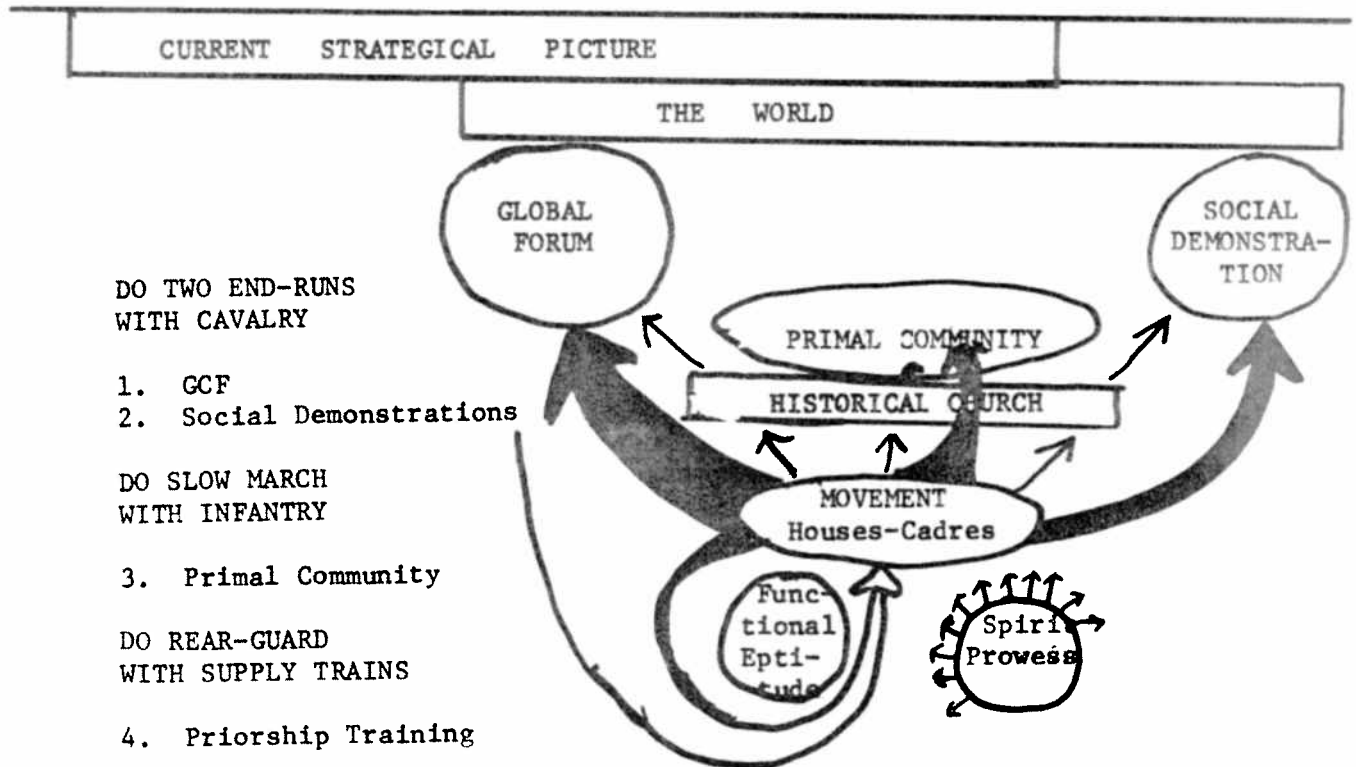 CURRENT STRATEGICAL PICTURE
THE WORLD
GLOBAL
FORUM
SOCIAL
DEMONSTRA-
TION
DO TWO END-RUNS
WITH CAVALRY
1. GCF
2. Social Demonstrations
DO SLOW MARCH
WITH INFANTRY
3. Primal Community
DO REAR-GUARD
WITH SUPPLY TRAINS
4. Priorship Training
PRIMAL COMMUNITY
HISTORICAL CHURCH
MOVEMENT
Houses-Cadres
Func-
tional
Epti-
tude
Spirit
Prowess